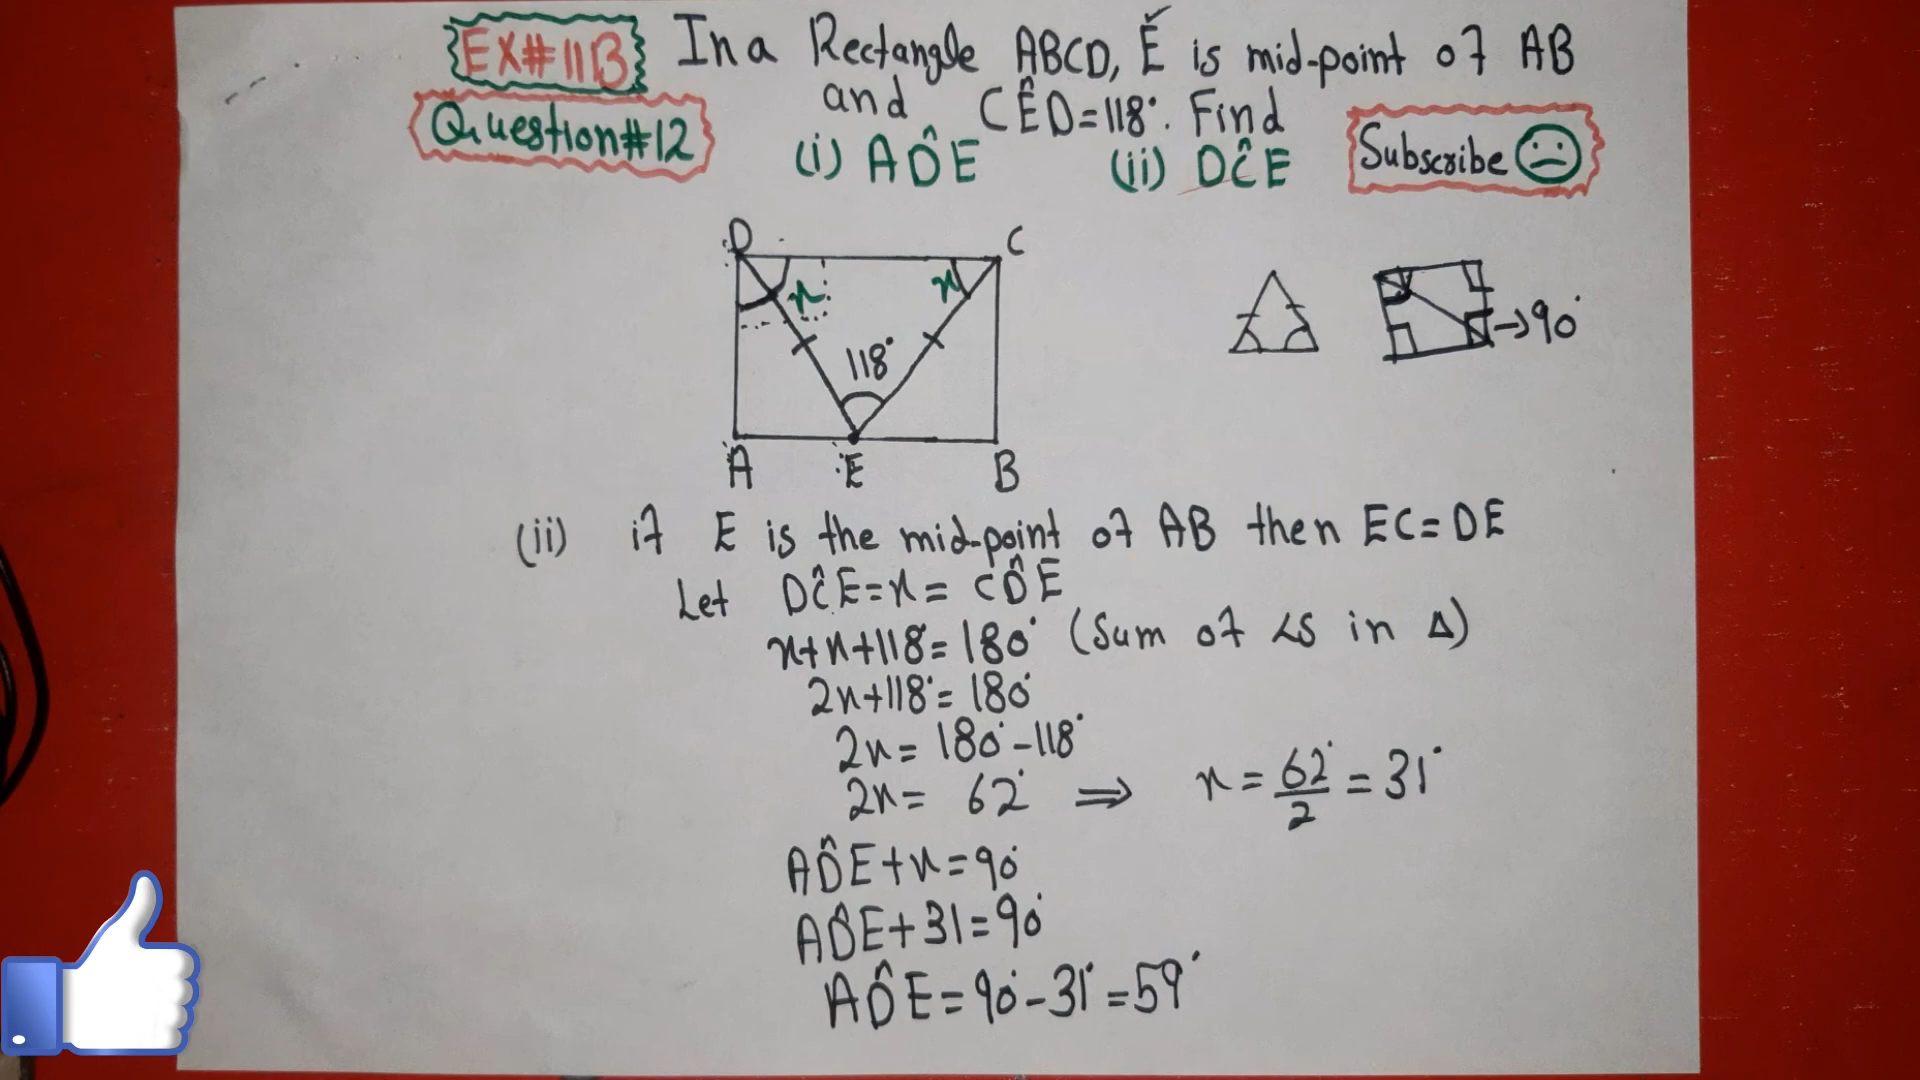 EX#11B
Question#12
In a Rectangle ABCD, E is mid-point of AB
and CÊD=118°. Find
(i) AD̂E (ii) DĈE
Subscribe
D C
x x
118°
A E B
→90°
(ii) if E is the mid-point of AB then EC=DE
Let DĈE=x= CD̂E
x+x+118°=180° (Sum of ∠s in Δ)
2x+118°=180°
2x= 180°-118°
2x= 62° ⇒ x = 62°/2 = 31°
AD̂E+x=90°
AD̂E+31=90°
AD̂E=90°-31°=59°